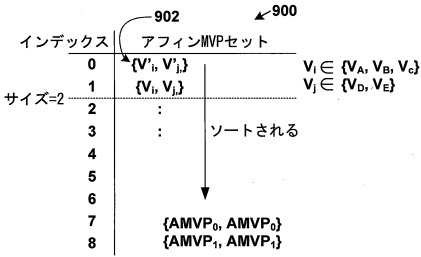 902
900
インデックス アフィンMVPセット
0 {V'i, V'j,}
1 {Vi, Vj,}
Vi ∈ {VA, VB, Vc}
Vj ∈ {VD, VE}
サイズ=2
2 :
3 : ソートされる
4
5
6
7 {AMVP0, AMVP0}
8 {AMVP1, AMVP1}